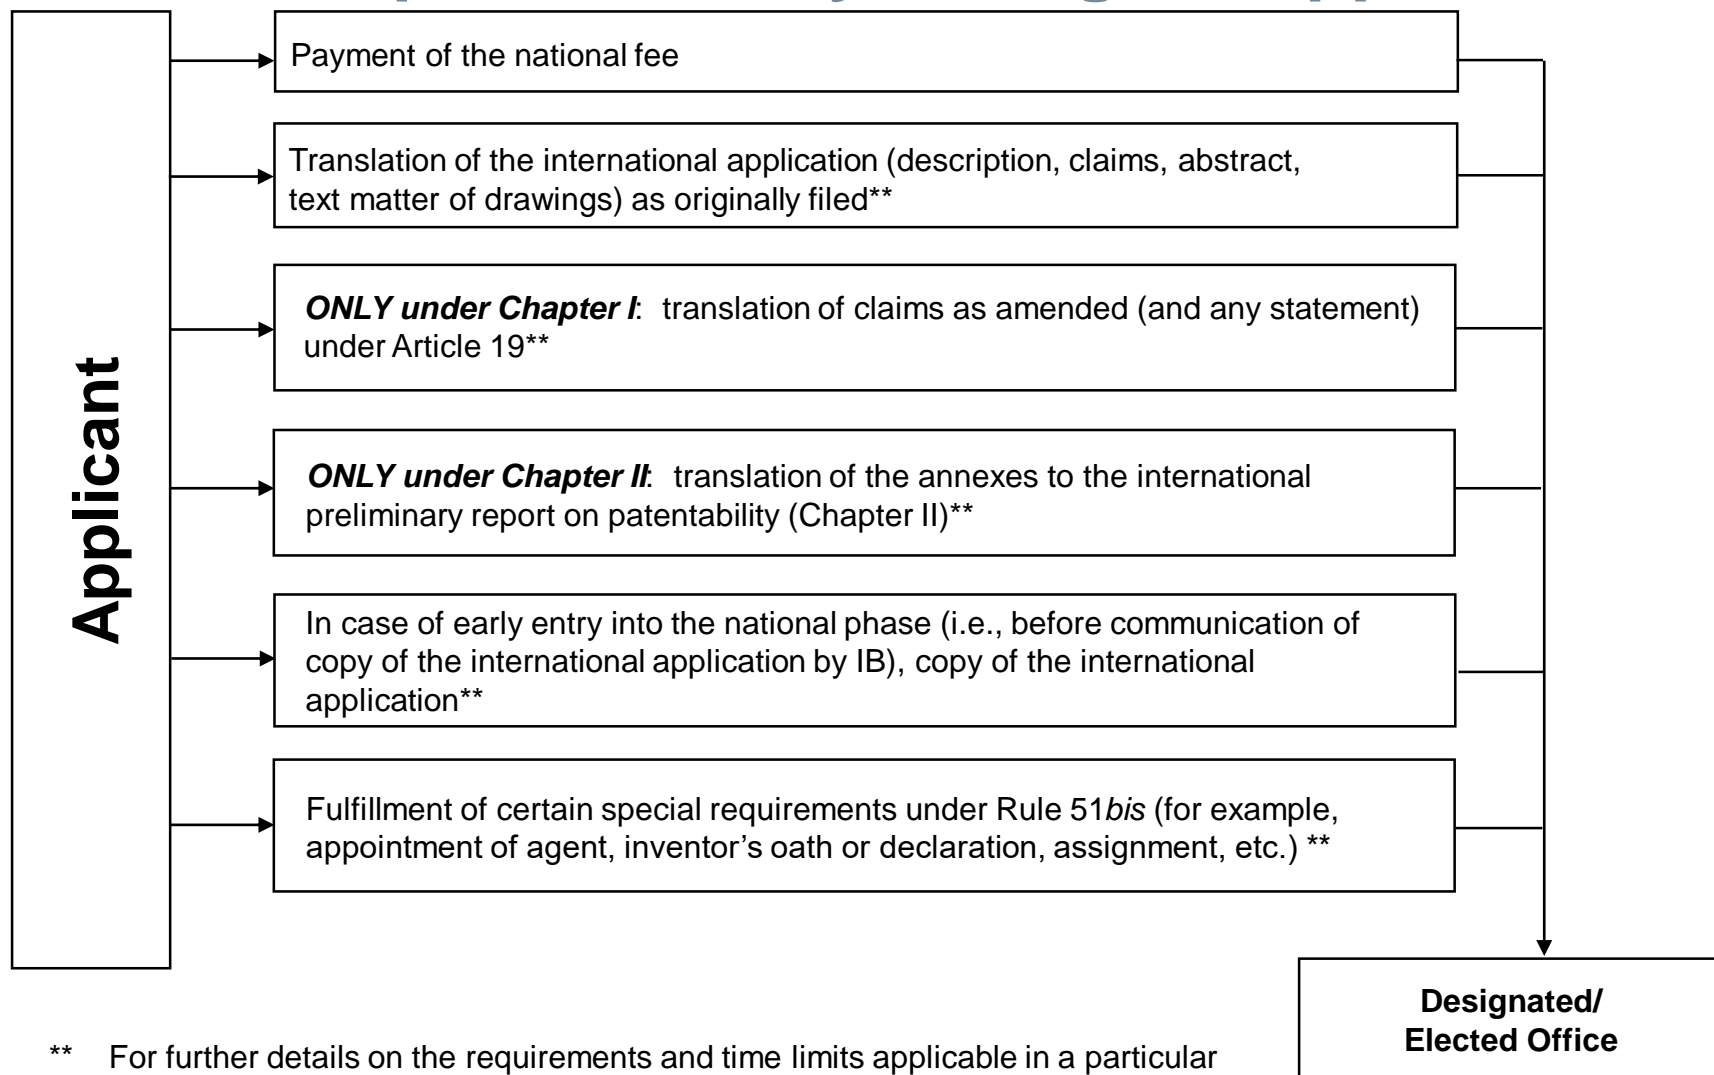 Applicant
Payment of the national fee
Translation of the international application (description, claims, abstract,
text matter of drawings) as originally filed**
ONLY under Chapter I: translation of claims as amended (and any statement)
under Article 19**
ONLY under Chapter II: translation of the annexes to the international
preliminary report on patentability (Chapter II)**
In case of early entry into the national phase (i.e., before communication of
copy of the international application by IB), copy of the international
application**
Fulfillment of certain special requirements under Rule 51bis (for example,
appointment of agent, inventor’s oath or declaration, assignment, etc.) **
Designated/
Elected Office
** For further details on the requirements and time limits applicable in a particular